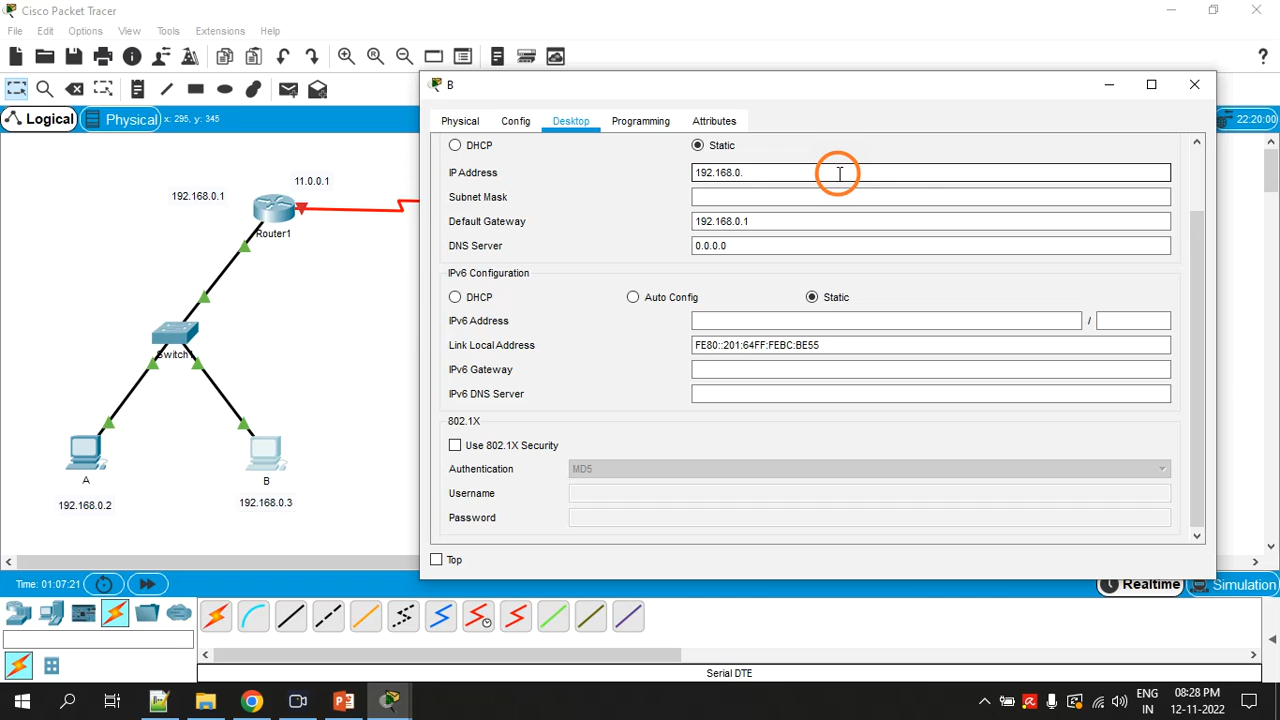 Cisco Packet Tracer
File Edit Options View Tools Extensions Help
?
Logical Physical x: 295, y: 345 22:20:00
B
Physical Config Desktop Programming Attributes
DHCP Static
IP Address 192.168.0.
Subnet Mask
Default Gateway 192.168.0.1
DNS Server 0.0.0.0
IPv6 Configuration
DHCP Auto Config Static
IPv6 Address /
Link Local Address FE80::201:64FF:FEBC:BE55
IPv6 Gateway
IPv6 DNS Server
802.1X
Use 802.1X Security
Authentication MD5
Username
Password
Top
11.0.0.1
192.168.0.1
Router1
Switch1
A B
192.168.0.2 192.168.0.3
Time: 01:07:21 Realtime Simulation
Serial DTE
ENG
IN
08:28 PM
12-11-2022